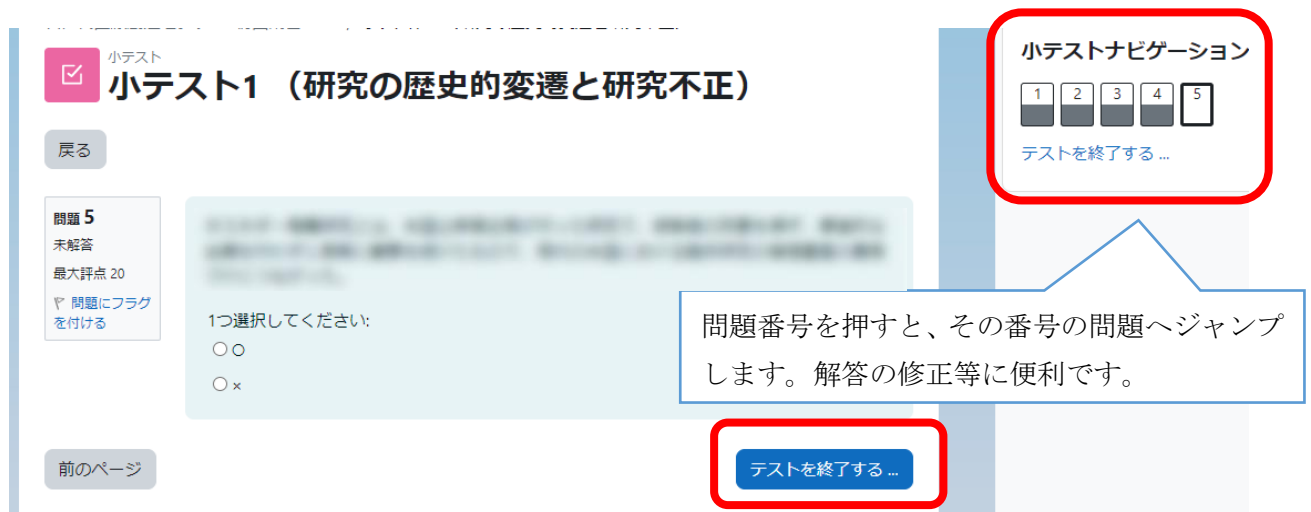 小テスト
小テスト1 （研究の歴史的変遷と研究不正）
戻る
問題 5
未解答
最大評点 20
問題にフラグ
を付ける
1つ選択してください:
○
×
前のページ
テストを終了する ...
小テストナビゲーション
1 2 3 4 5
テストを終了する ...
問題番号を押すと、その番号の問題へジャンプ
します。解答の修正等に便利です。